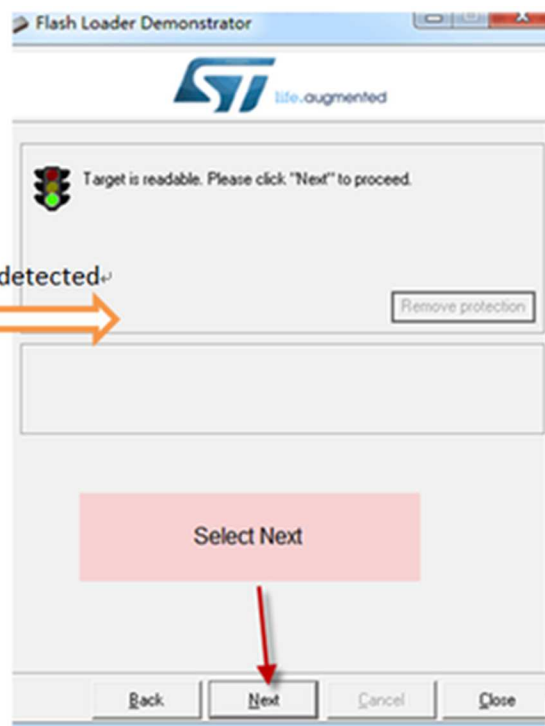 Flash Loader Demonstrator
ST life.augmented
Target is readable. Please click "Next" to proceed.
detected
Remove protection
Select Next
Back Next Cancel Close